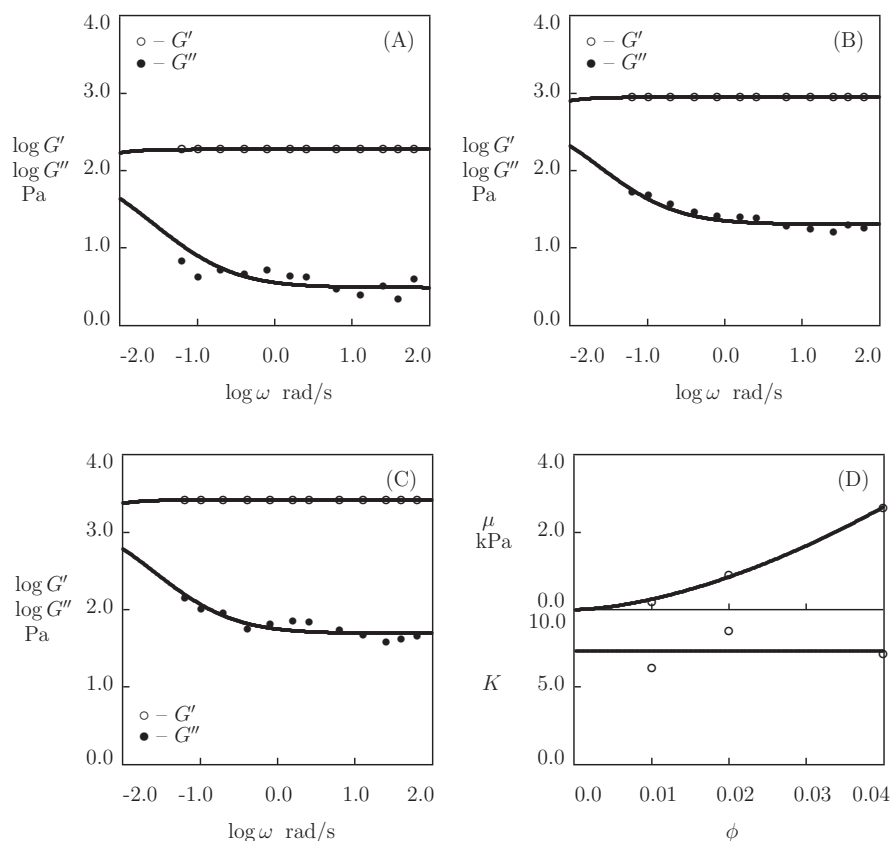 4.0
3.0
2.0
1.0
0.0
log G′
log G″
Pa
○ – G′
● – G″
(A)
-2.0 -1.0 0.0 1.0 2.0
log ω rad/s
4.0
3.0
2.0
1.0
0.0
log G′
log G″
Pa
○ – G′
● – G″
(B)
-2.0 -1.0 0.0 1.0 2.0
log ω rad/s
4.0
3.0
2.0
1.0
0.0
log G′
log G″
Pa
(C)
○ – G′
● – G″
-2.0 -1.0 0.0 1.0 2.0
log ω rad/s
4.0
μ
kPa
2.0
0.0
(D)
10.0
K
5.0
0.0
0.0 0.01 0.02 0.03 0.04
ϕ